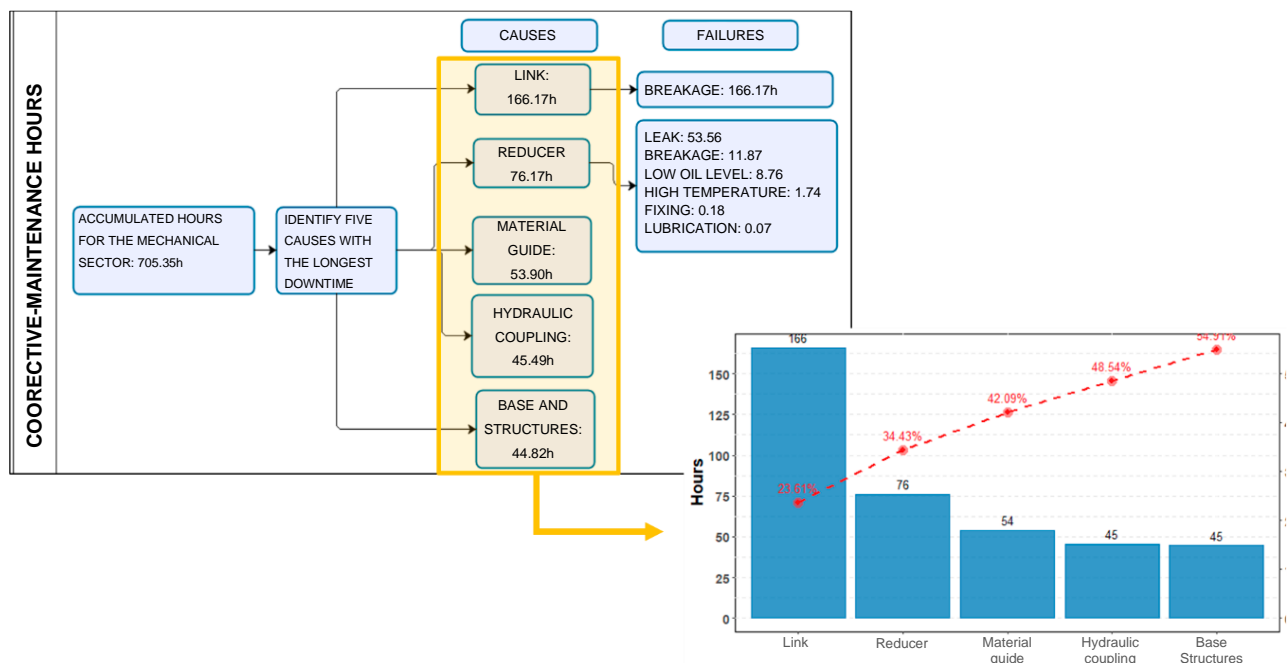 COORECTIVE-MAINTENANCE HOURS
CAUSES
FAILURES
ACCUMULATED HOURS
FOR THE MECHANICAL
SECTOR: 705.35h
IDENTIFY FIVE
CAUSES WITH
THE LONGEST
DOWNTIME
LINK:
166.17h
BREAKAGE: 166.17h
REDUCER
76.17h
LEAK: 53.56
BREAKAGE: 11.87
LOW OIL LEVEL: 8.76
HIGH TEMPERATURE: 1.74
FIXING: 0.18
LUBRICATION: 0.07
MATERIAL
GUIDE:
53.90h
HYDRAULIC
COUPLING:
45.49h
BASE AND
STRUCTURES:
44.82h
Hours
150
125
100
75
50
25
0
166
76
54
45
45
23.61%
34.43%
42.09%
48.54%
54.91%
Link
Reducer
Material
guide
Hydraulic
coupling
Base
Structures